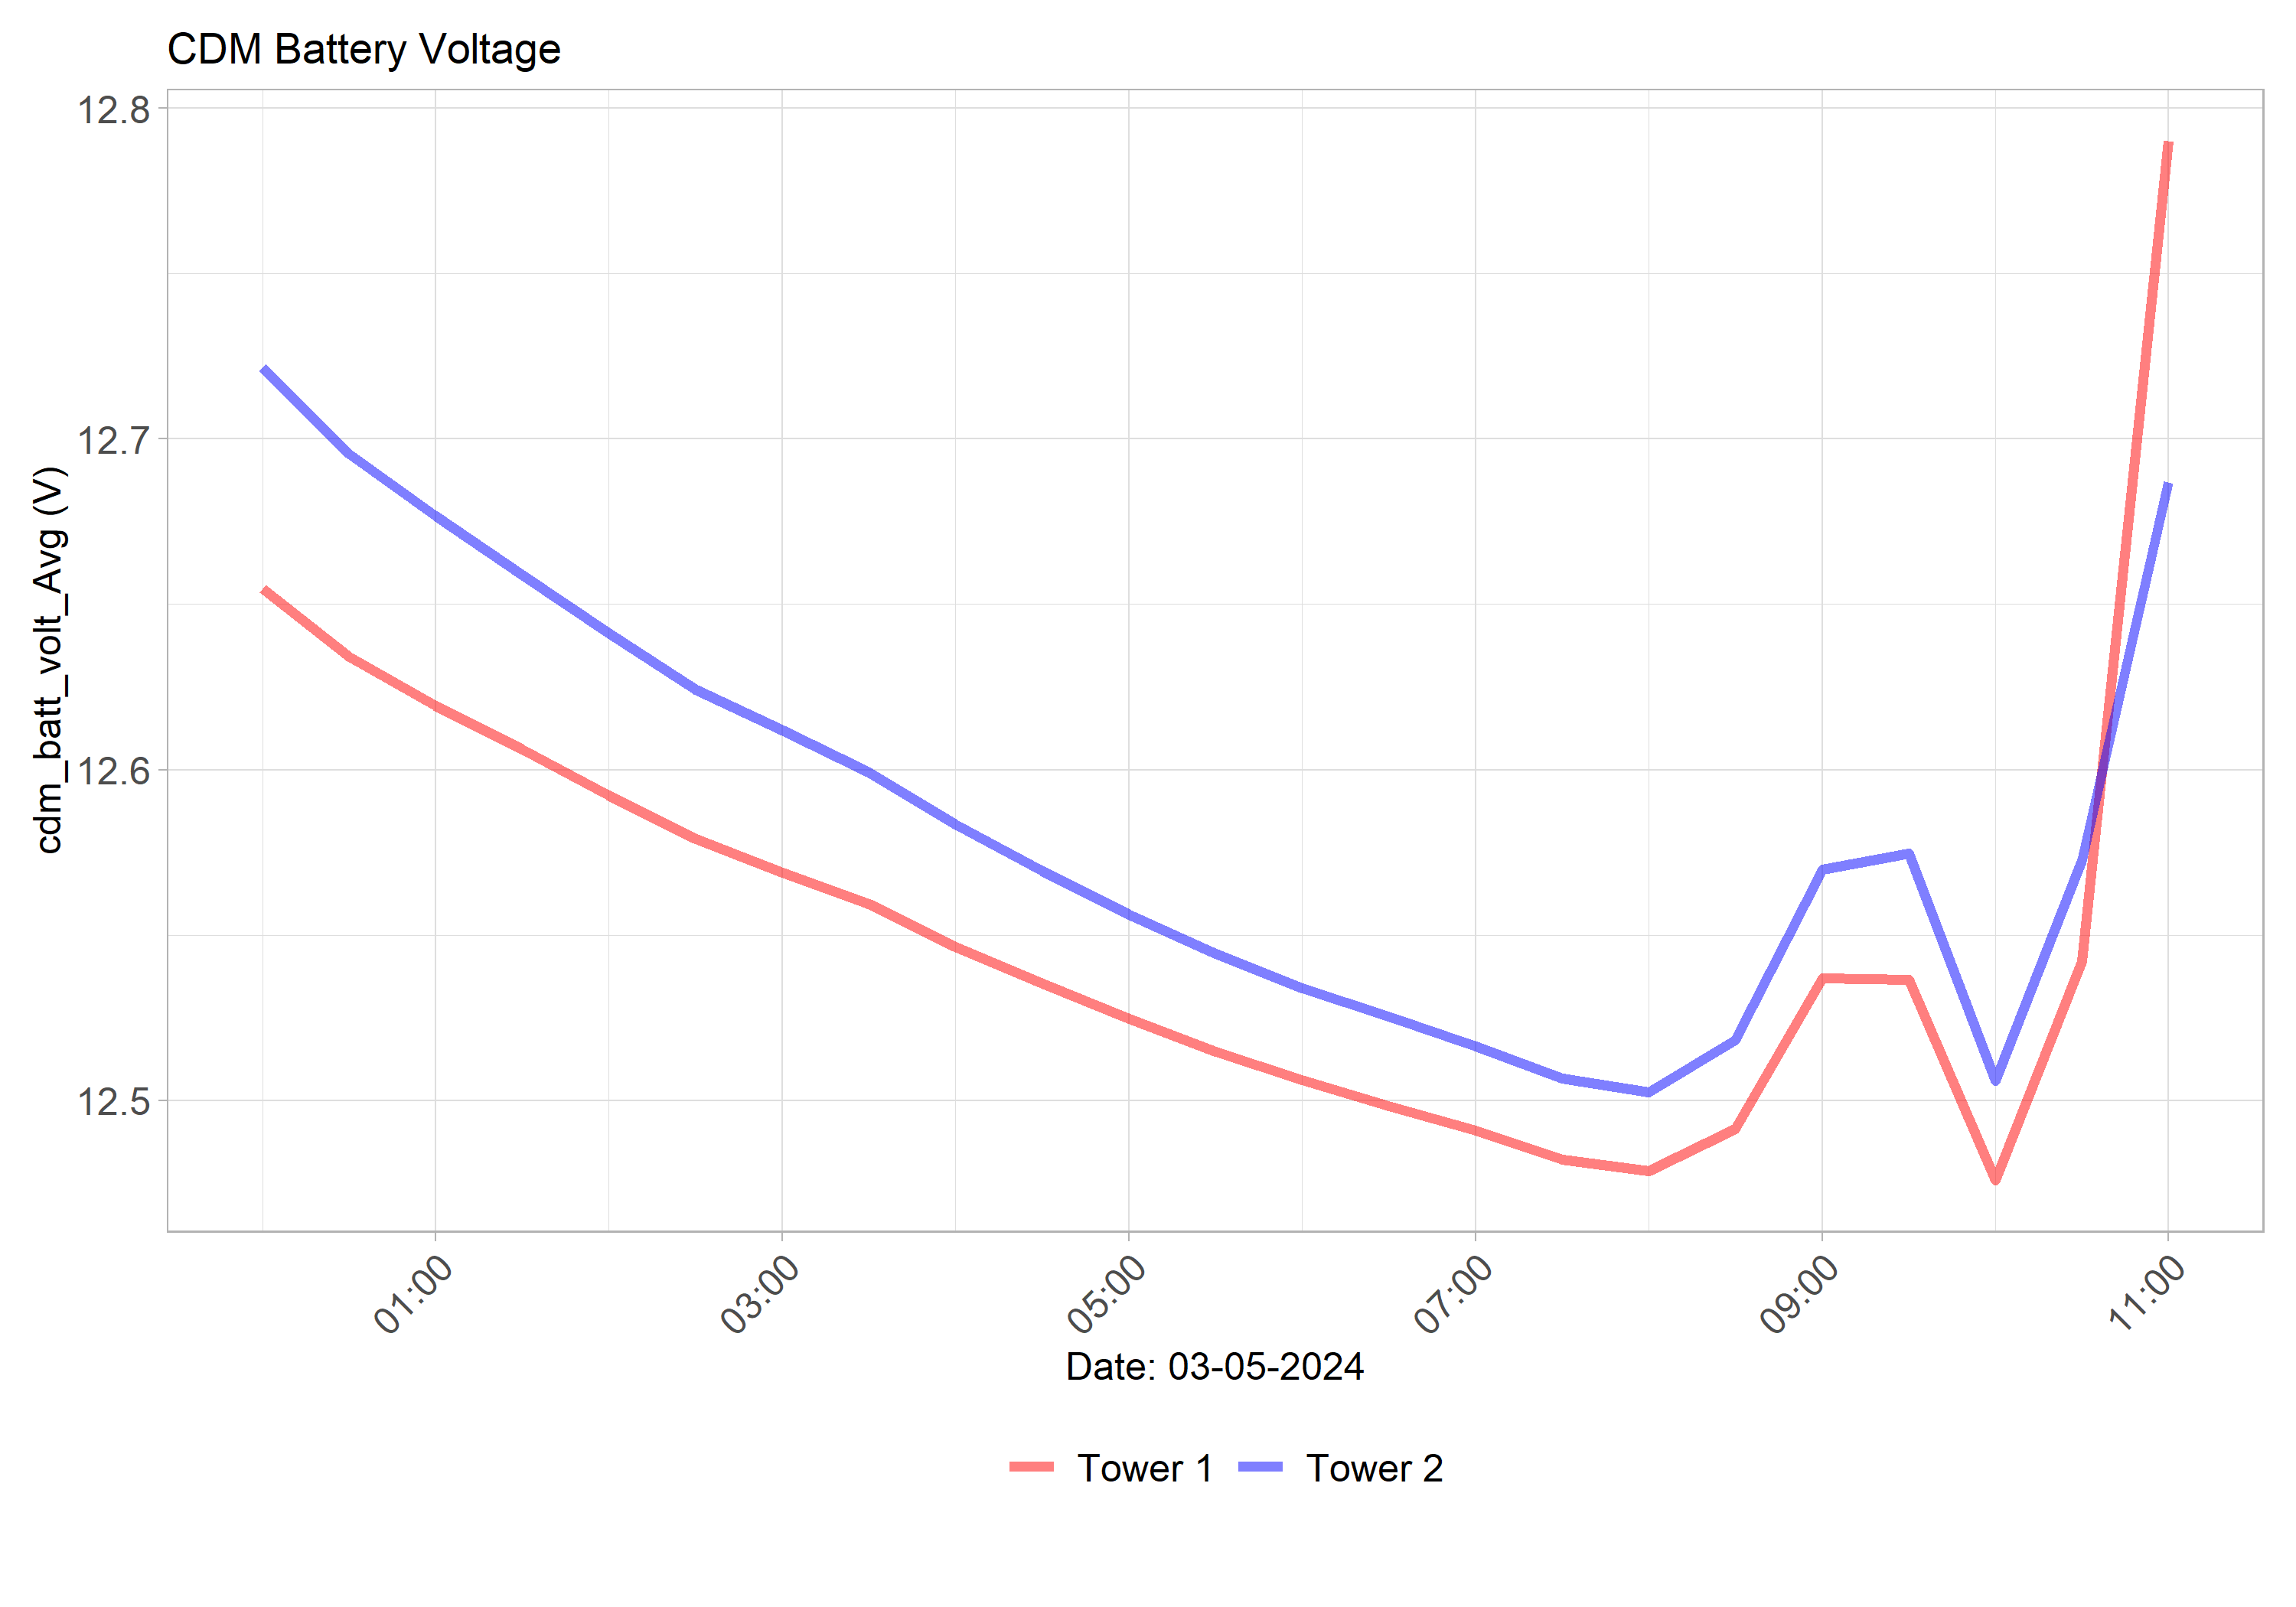 CDM Battery Voltage
cdm_batt_volt_Avg (V)
12.8
12.7
12.6
12.5
01:00 03:00 05:00 07:00 09:00 11:00
Date: 03-05-2024
Tower 1 Tower 2